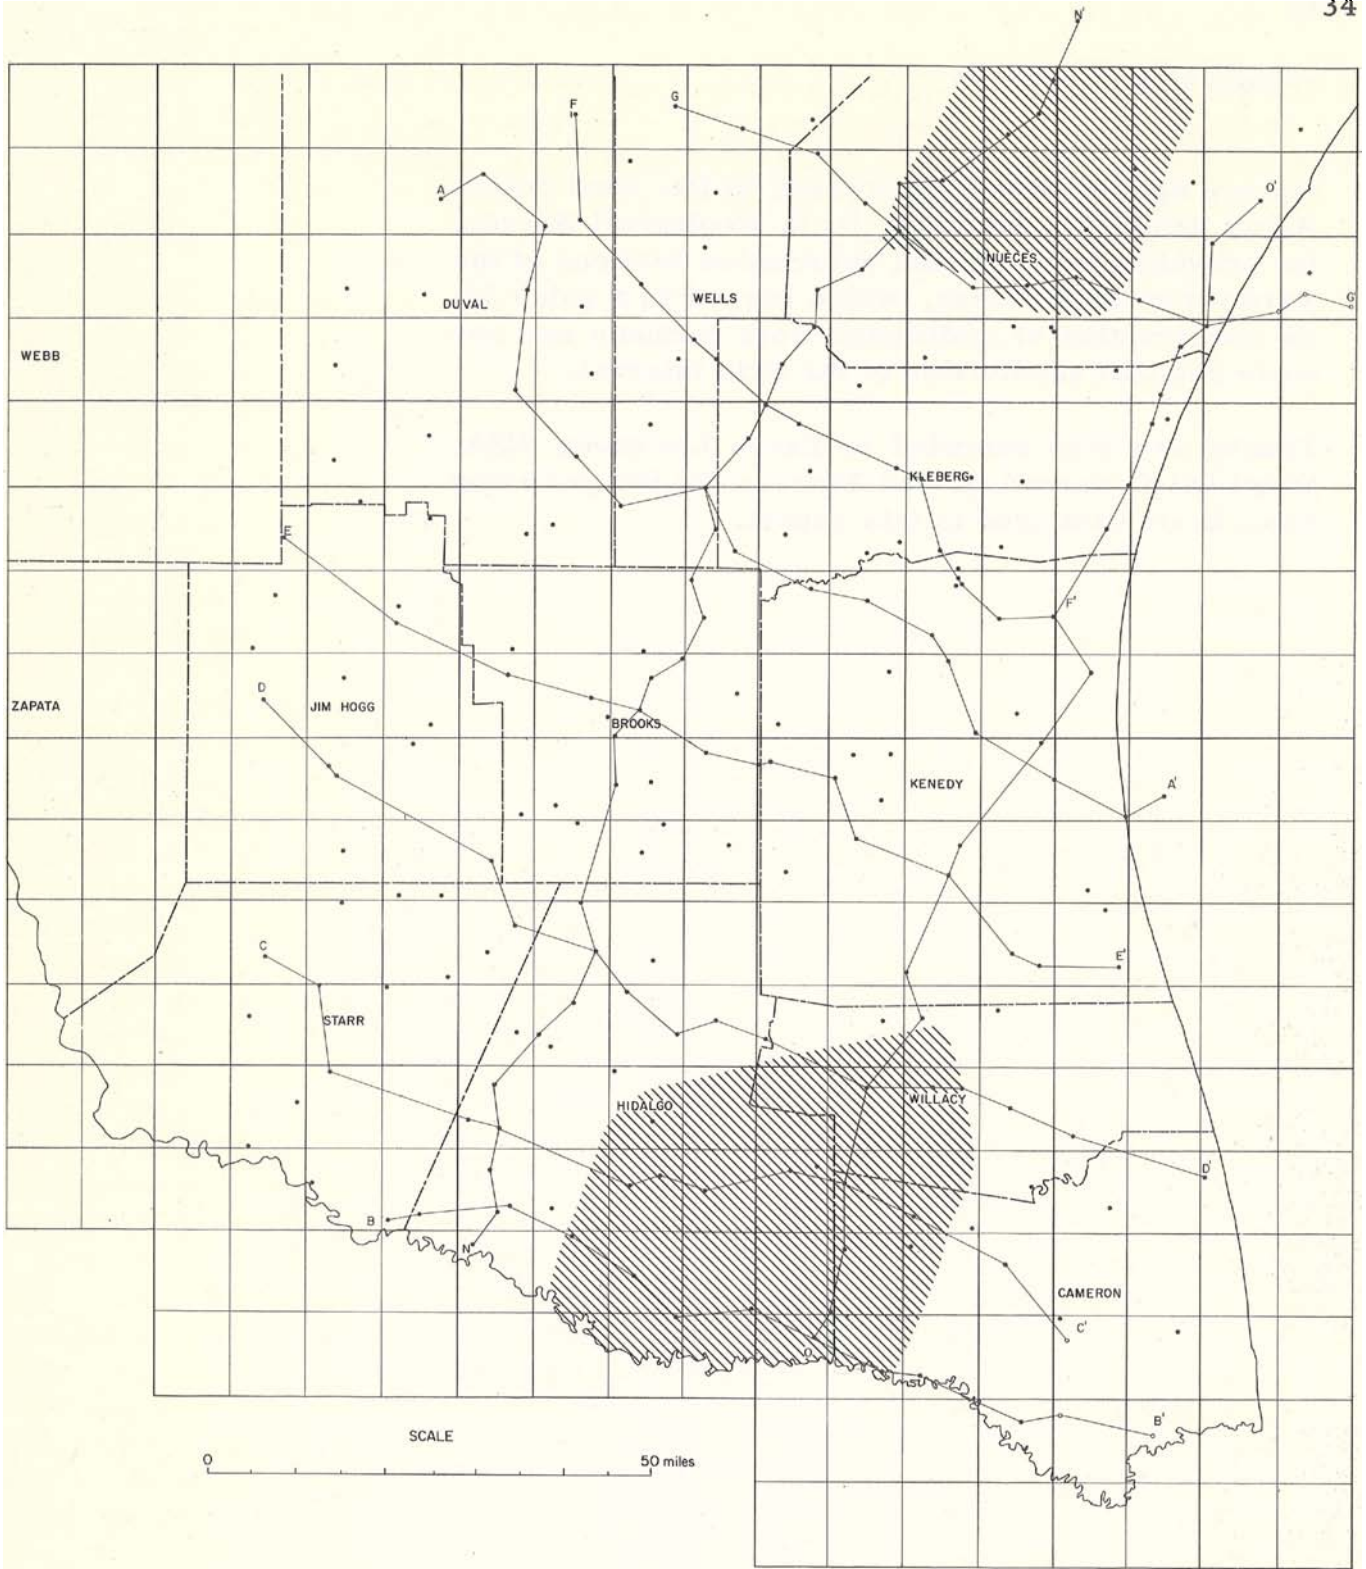 34
N'
G
F
A
O'
NUECES
G'
DUVAL
WELLS
WEBB
KLEBERG
E
F'
D
ZAPATA
JIM HOGG
BROOKS
KENEDY
A'
C
E'
STARR
HIDALGO
WILLACY
D'
B
N
CAMERON
C'
O
B'
SCALE
0
50 miles